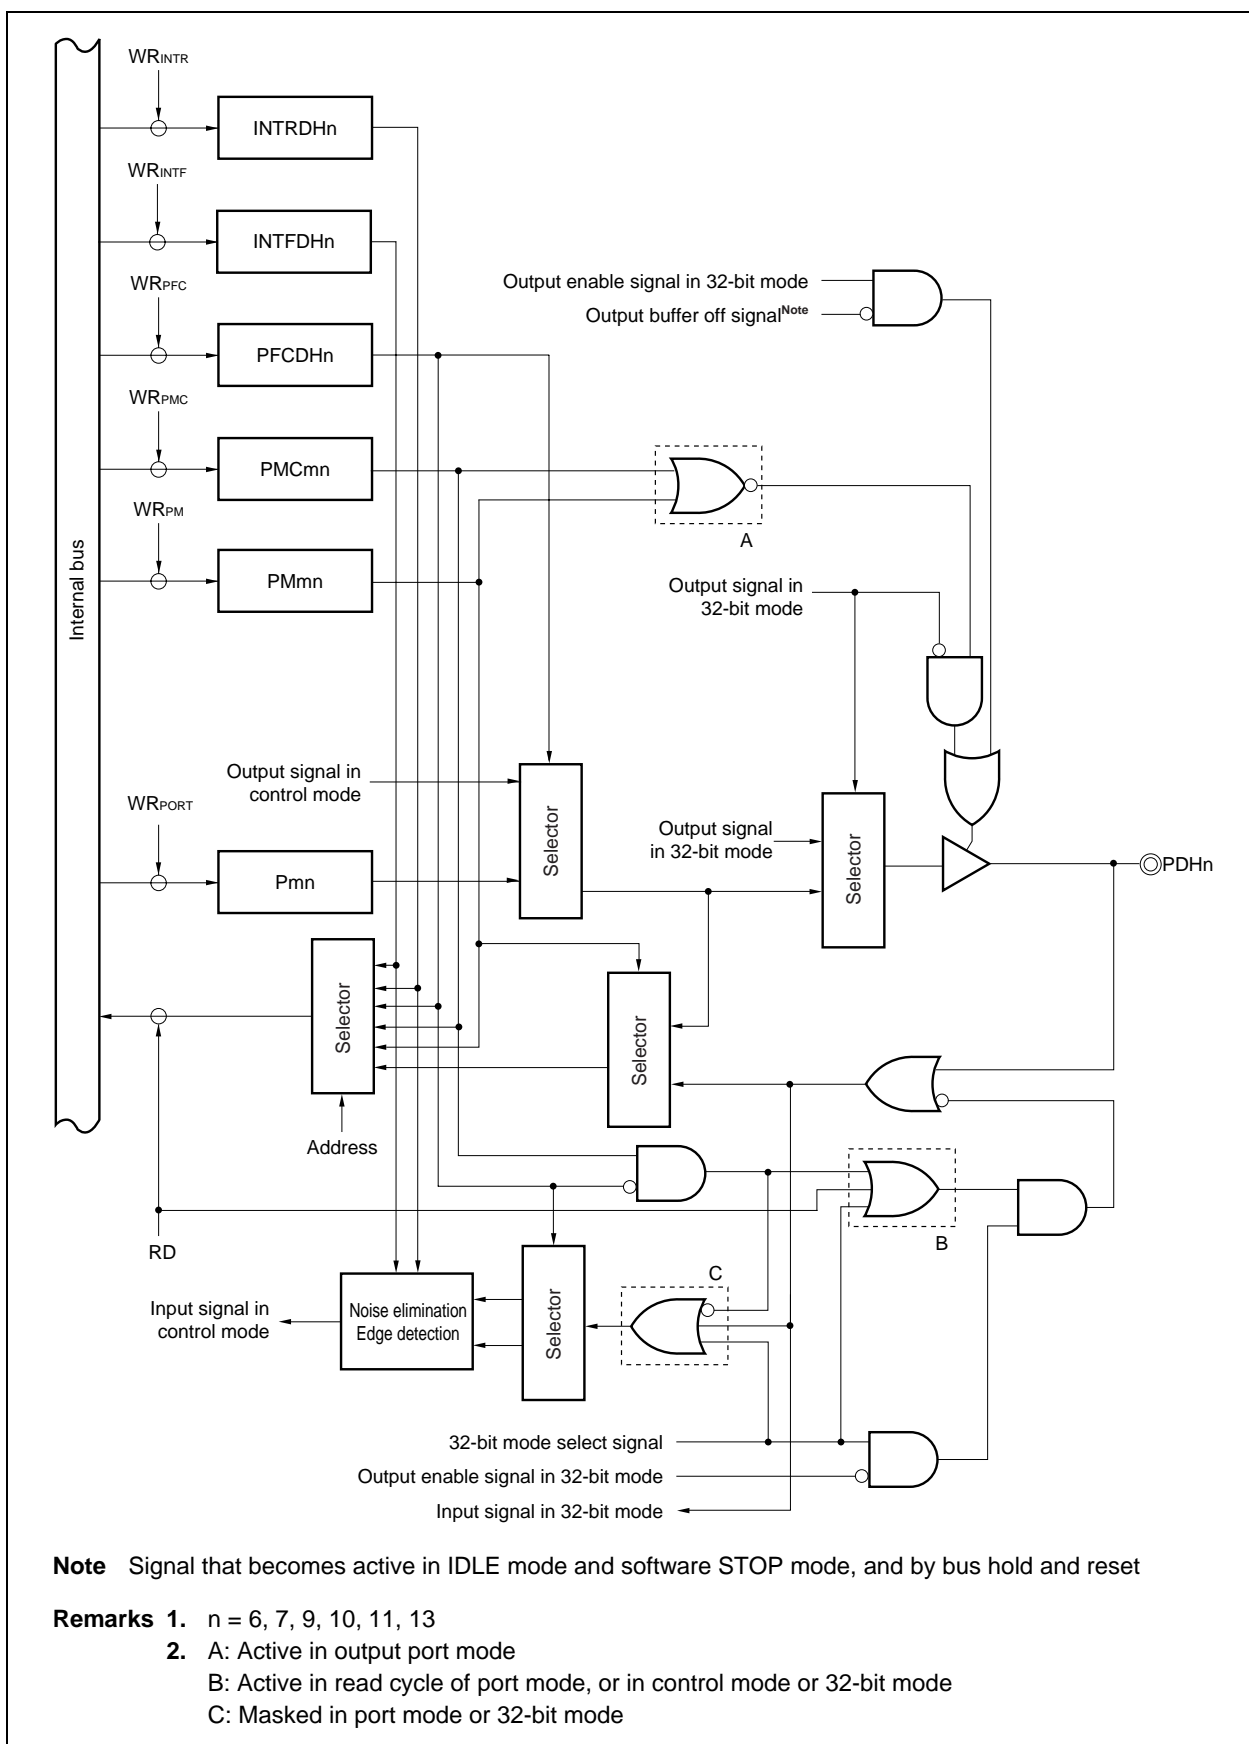 WRINTR
INTRDHn
WRINTF
INTFDHn
Output enable signal in 32-bit mode
Output buffer off signalNote
WRPFC
PFCDHn
WRPMC
PMCmn
A
WRPM
PMmn
Internal bus
Output signal in
32-bit mode
Output signal in
control mode
Selector
WRPORT
Pmn
Output signal
in 32-bit mode
Selector
PDHn
Selector
Selector
Address
RD
B
C
Input signal in
control mode
Noise elimination
Edge detection
Selector
32-bit mode select signal
Output enable signal in 32-bit mode
Input signal in 32-bit mode
Note Signal that becomes active in IDLE mode and software STOP mode, and by bus hold and reset
Remarks 1. n = 6, 7, 9, 10, 11, 13
2. A: Active in output port mode
B: Active in read cycle of port mode, or in control mode or 32-bit mode
C: Masked in port mode or 32-bit mode